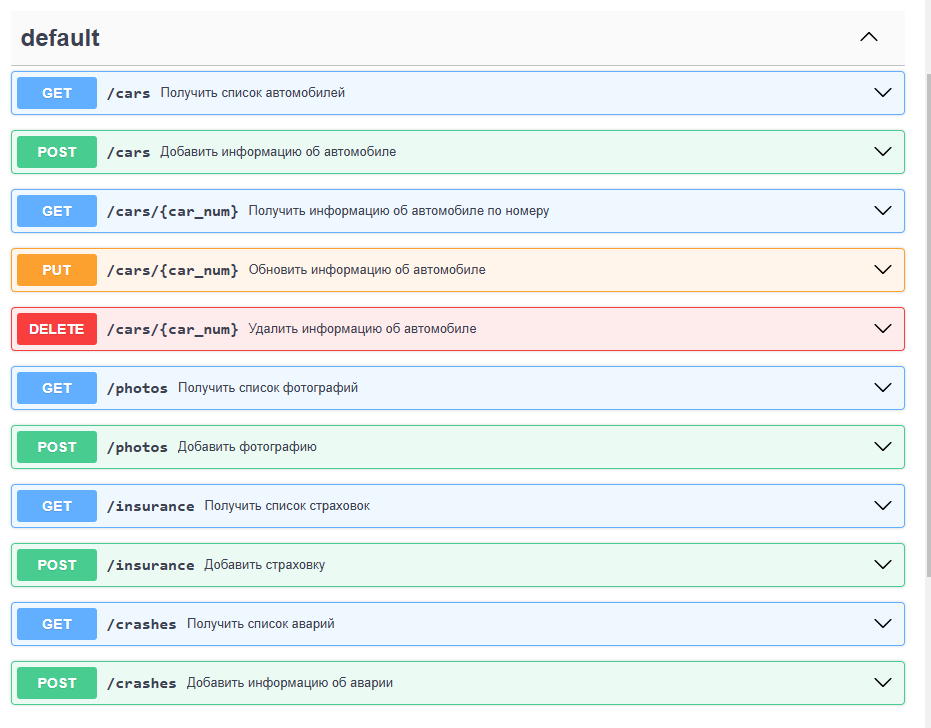 default
GET /cars Получить список автомобилей
POST /cars Добавить информацию об автомобиле
GET /cars/{car_num} Получить информацию об автомобиле по номеру
PUT /cars/{car_num} Обновить информацию об автомобиле
DELETE /cars/{car_num} Удалить информацию об автомобиле
GET /photos Получить список фотографий
POST /photos Добавить фотографию
GET /insurance Получить список страховок
POST /insurance Добавить страховку
GET /crashes Получить список аварий
POST /crashes Добавить информацию об аварии